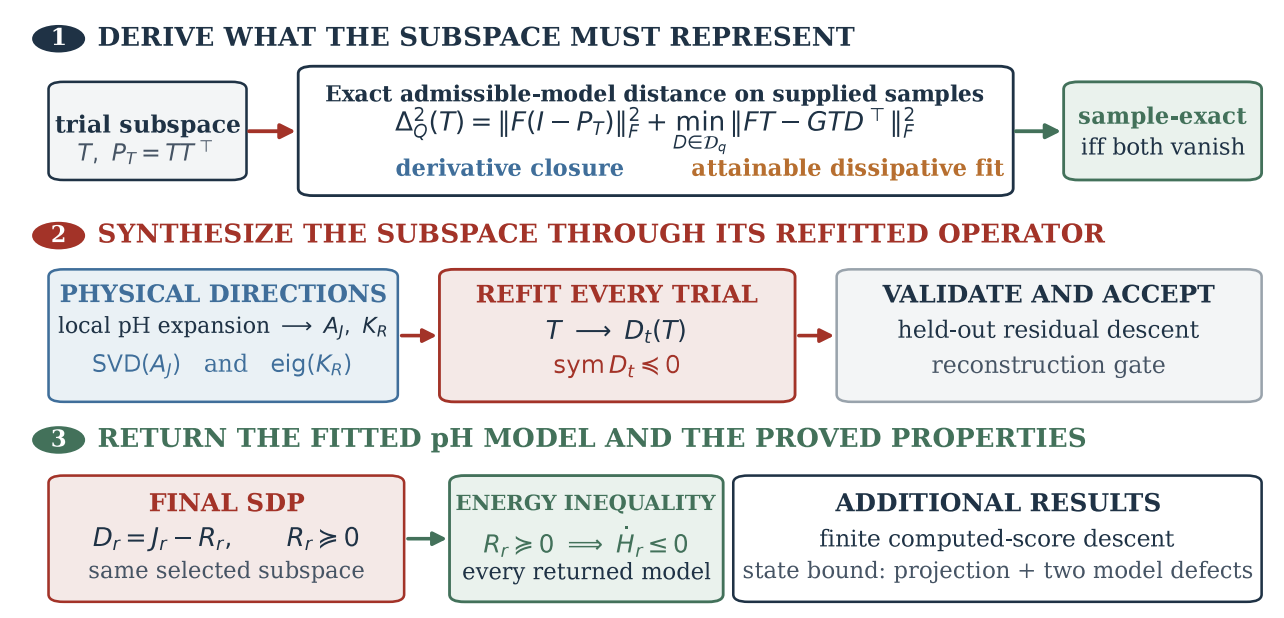 1 DERIVE WHAT THE SUBSPACE MUST REPRESENT
trial subspace
T, P_T = TT^⊤
Exact admissible-model distance on supplied samples
Δ_Q^2(T) = ‖F(I − P_T)‖_F^2 + min_{D∈𝒟_q} ‖FT − GTD^⊤‖_F^2
derivative closure attainable dissipative fit
sample-exact
iff both vanish
2 SYNTHESIZE THE SUBSPACE THROUGH ITS REFITTED OPERATOR
PHYSICAL DIRECTIONS
local pH expansion ⟶ A_J, K_R
SVD(A_J) and eig(K_R)
REFIT EVERY TRIAL
T ⟶ D_t(T)
sym D_t ≼ 0
VALIDATE AND ACCEPT
held-out residual descent
reconstruction gate
3 RETURN THE FITTED pH MODEL AND THE PROVED PROPERTIES
FINAL SDP
D_r = J_r − R_r, R_r ≽ 0
same selected subspace
ENERGY INEQUALITY
R_r ≽ 0 ⟹ Ḣ_r ≤ 0
every returned model
ADDITIONAL RESULTS
finite computed-score descent
state bound: projection + two model defects